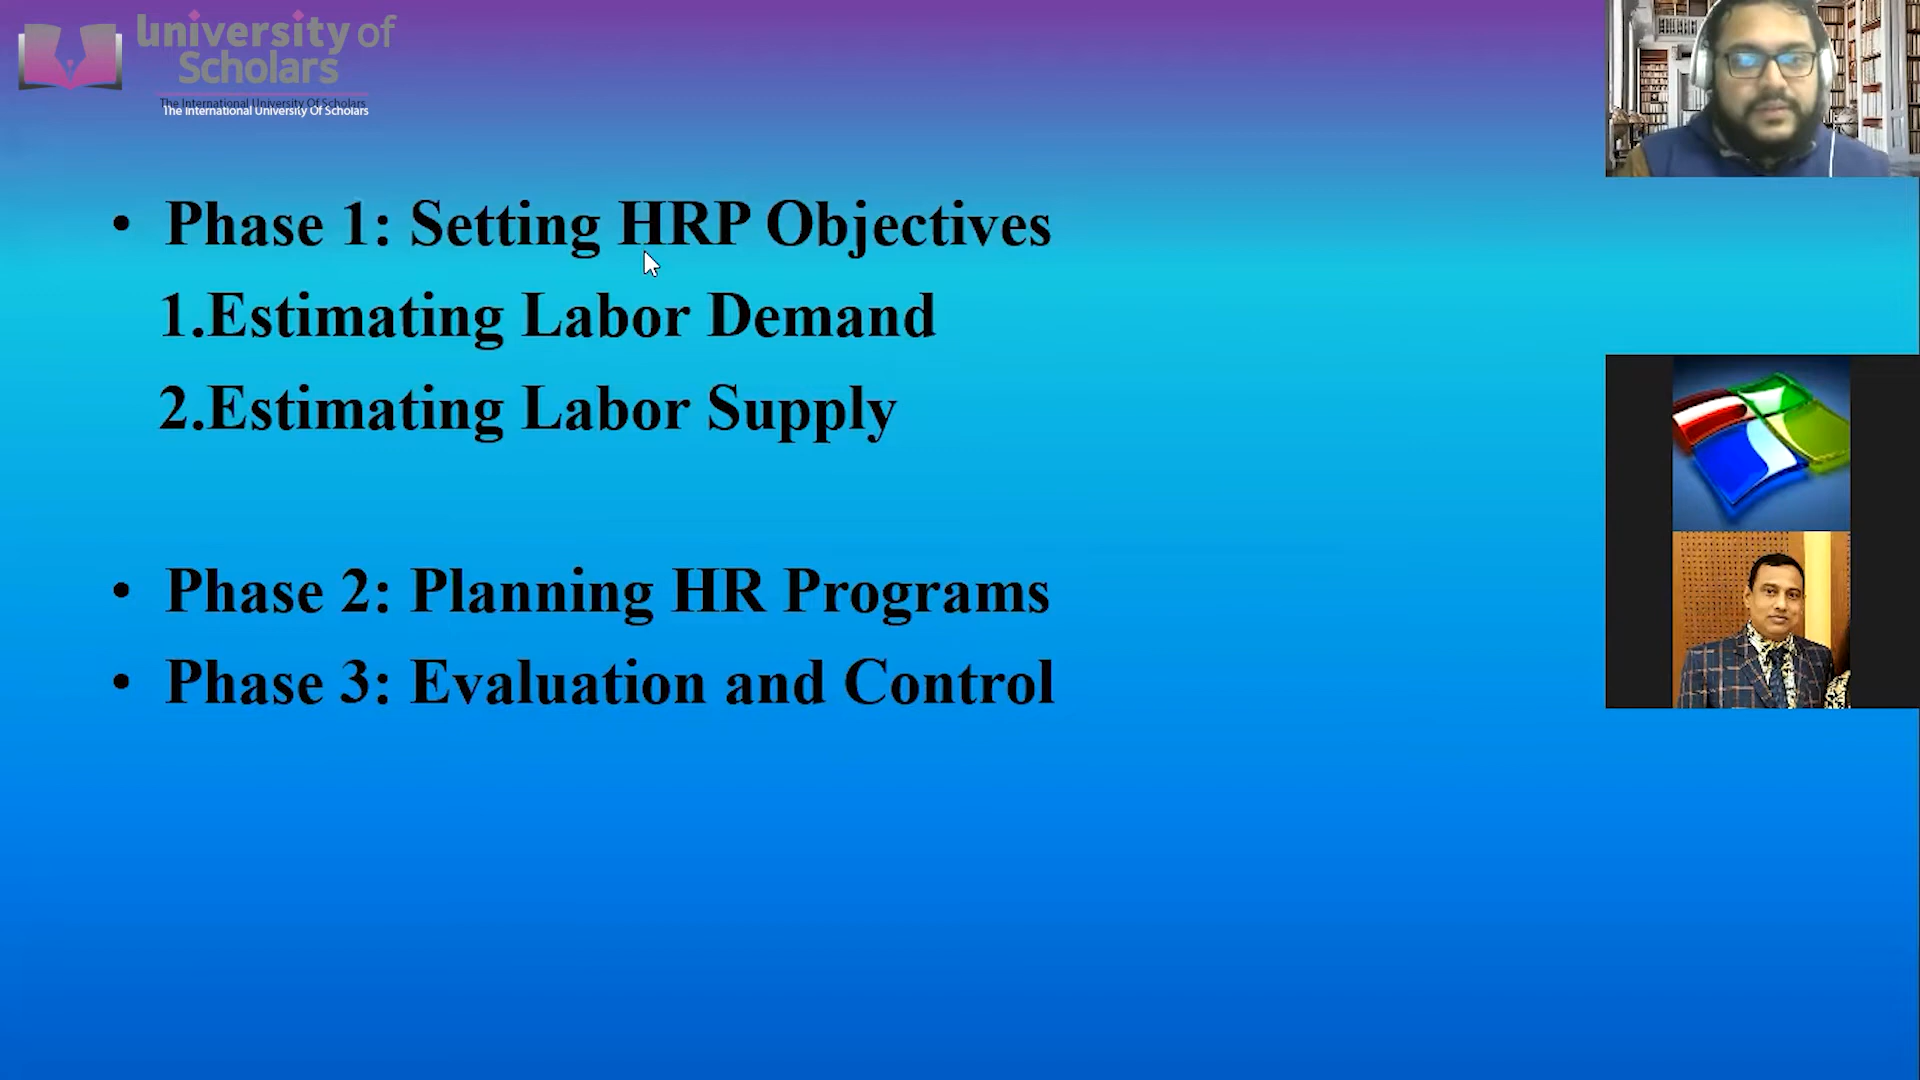 University of
Scholars
The International University Of Scholars
The International University Of Scholars
• Phase 1: Setting HRP Objectives
1.Estimating Labor Demand
2.Estimating Labor Supply
• Phase 2: Planning HR Programs
• Phase 3: Evaluation and Control